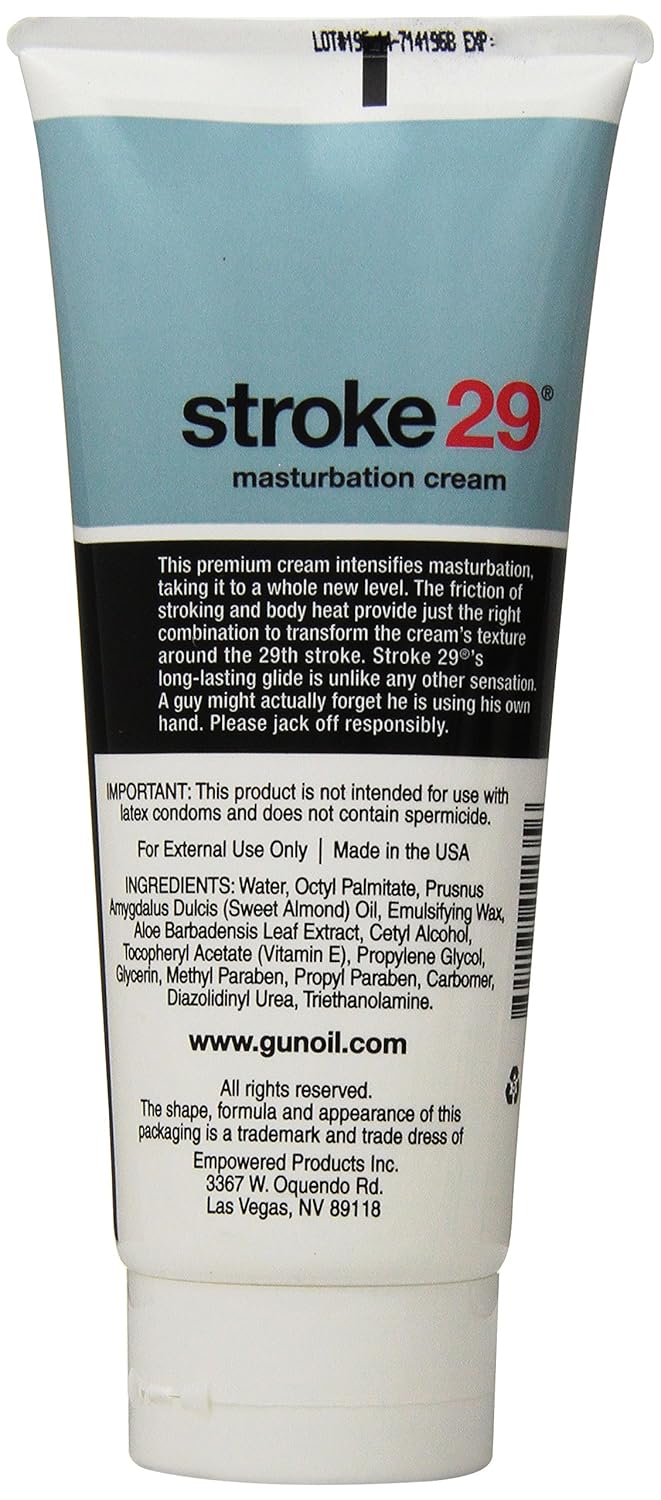 EXP:
stroke 29®
masturbation cream
This premium cream intensifies masturbation,
taking it to a whole new level. The friction of
stroking and body heat provide just the right
combination to transform the cream's texture
around the 29th stroke. Stroke 29®'s
long-lasting glide is unlike any other sensation.
A guy might actually forget he is using his own
hand. Please jack off responsibly.
IMPORTANT: This product is not intended for use with
latex condoms and does not contain spermicide.
For External Use Only | Made in the USA
INGREDIENTS: Water, Octyl Palmitate, Prusnus
Amygdalus Dulcis (Sweet Almond) Oil, Emulsifying Wax,
Aloe Barbadensis Leaf Extract, Cetyl Alcohol,
Tocopheryl Acetate (Vitamin E), Propylene Glycol,
Glycerin, Methyl Paraben, Propyl Paraben, Carbomer,
Diazolidinyl Urea, Triethanolamine.
www.gunoil.com
All rights reserved.
The shape, formula and appearance of this
packaging is a trademark and trade dress of
Empowered Products Inc.
3367 W. Oquendo Rd.
Las Vegas, NV 89118